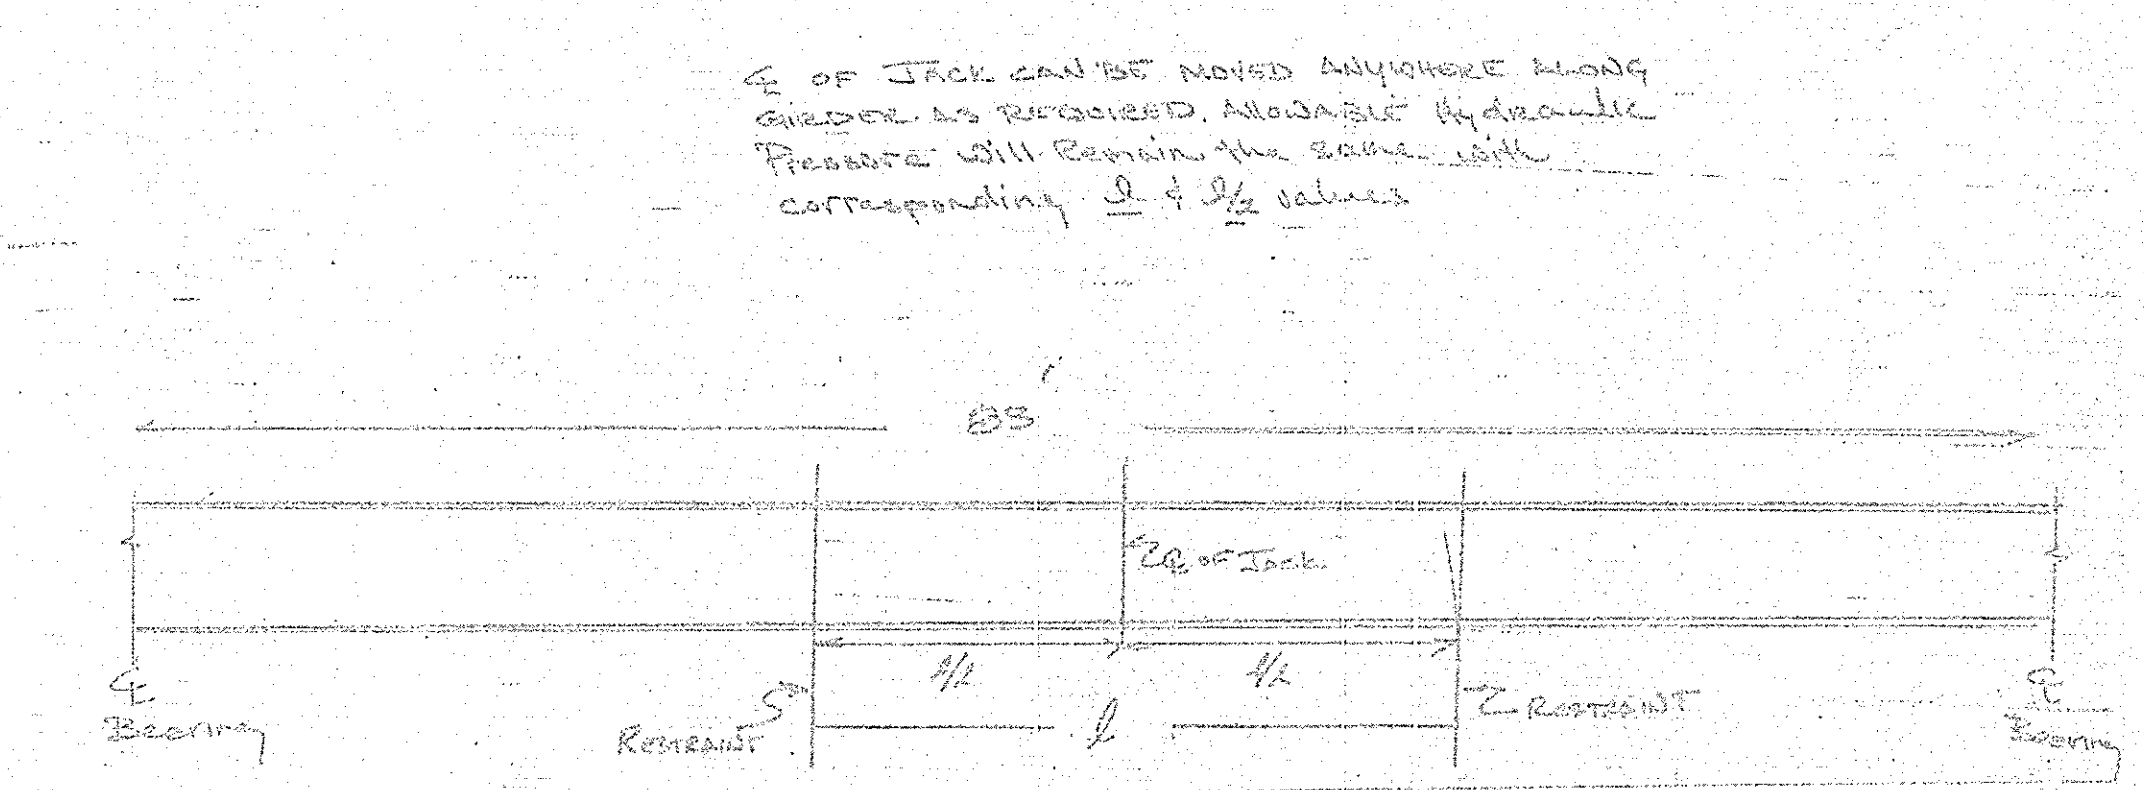 ℄ OF JACK CAN BE MOVED ANYWHERE ALONG
GIRDER AS REQUIRED. ALLOWABLE Hydraulic
Pressure Will Remain the same with
corresponding l & l/2 values
℄ OF Jack
l/2 l/2
℄
Bearing
RESTRAINT
l
RESTRAINT
℄
Bearing